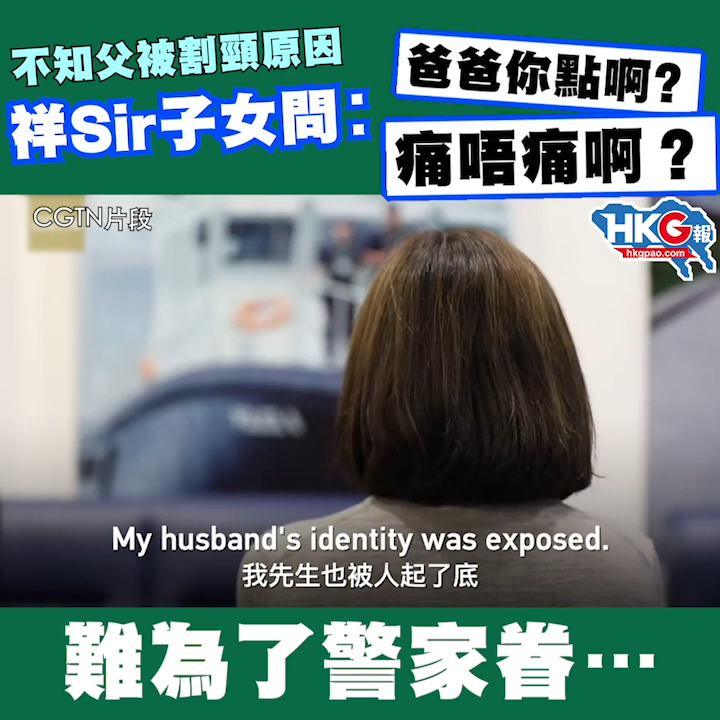 不知父被割頸原因
祥Sir子女問：
爸爸你點啊？
痛唔痛啊？
CGTN片段
HKG報
hkgpao.com
My husband's identity was exposed.
我先生也被人起了底
難為了警家眷…